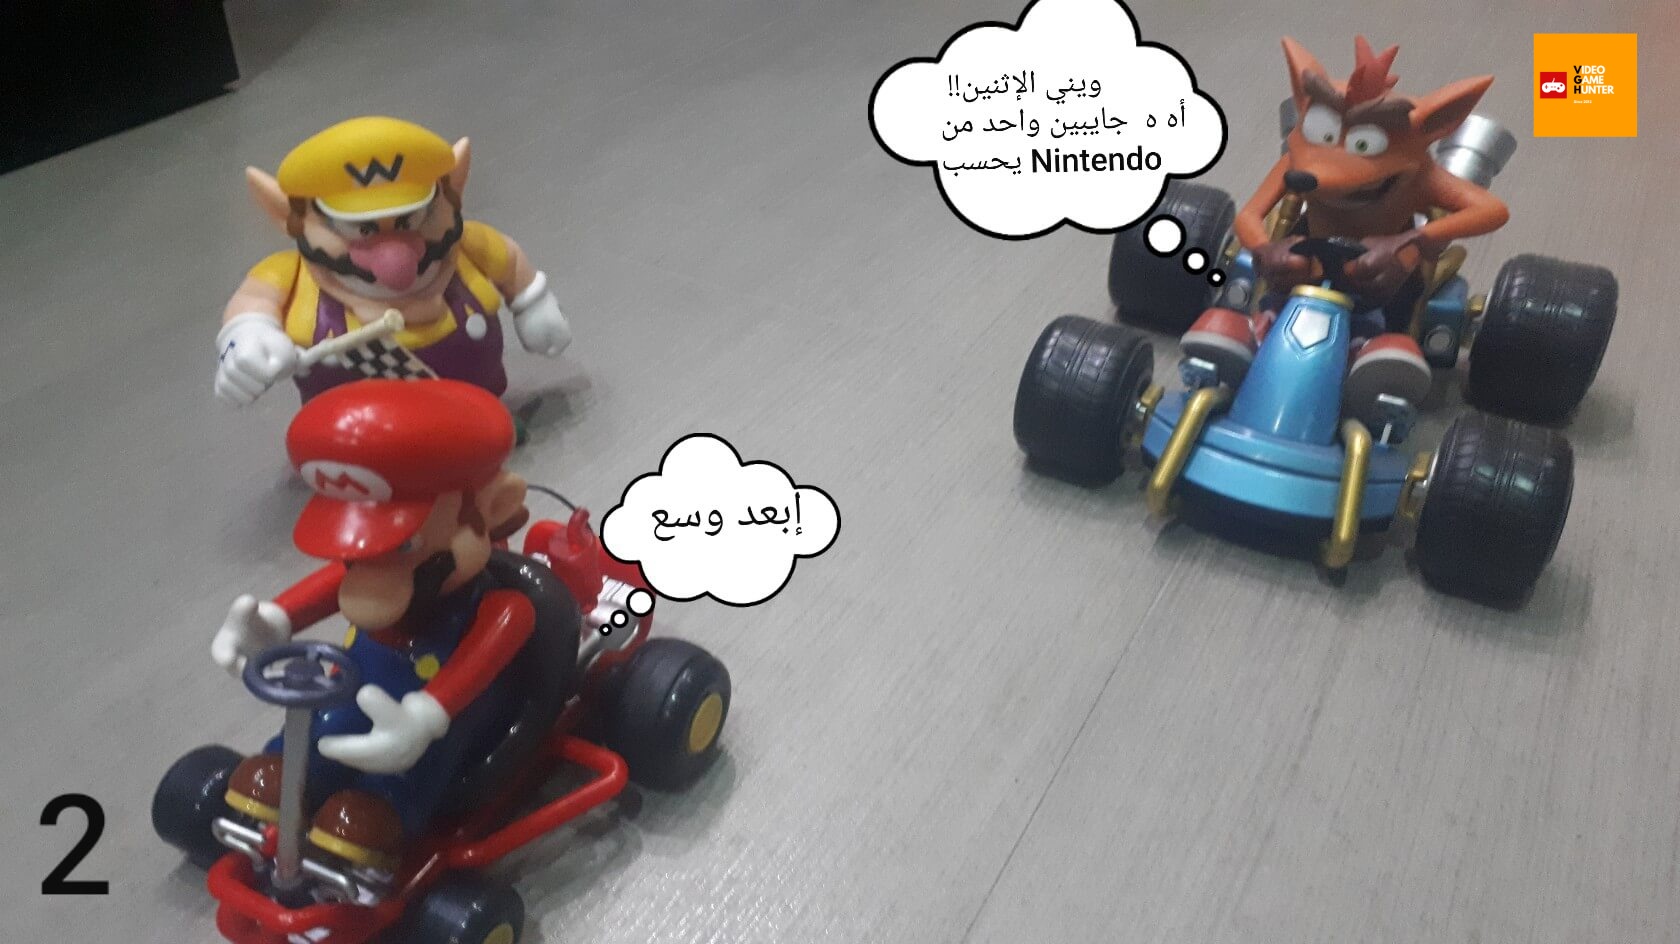 ويني الإثنين!!
أه ه جايبين واحد من
Nintendo يحسب
VIDEO
GAME
HUNTER
W
M
إبعد وسع
2